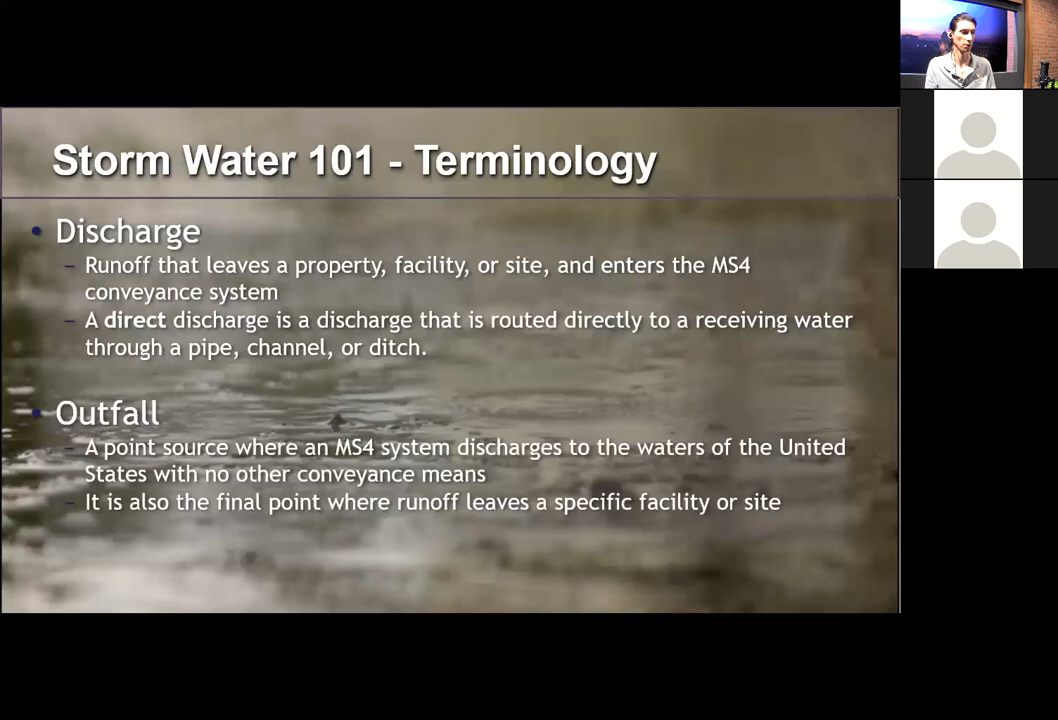 Storm Water 101 - Terminology
• Discharge
– Runoff that leaves a property, facility, or site, and enters the MS4
conveyance system
– A direct discharge is a discharge that is routed directly to a receiving water
through a pipe, channel, or ditch.
• Outfall
– A point source where an MS4 system discharges to the waters of the United
States with no other conveyance means
– It is also the final point where runoff leaves a specific facility or site